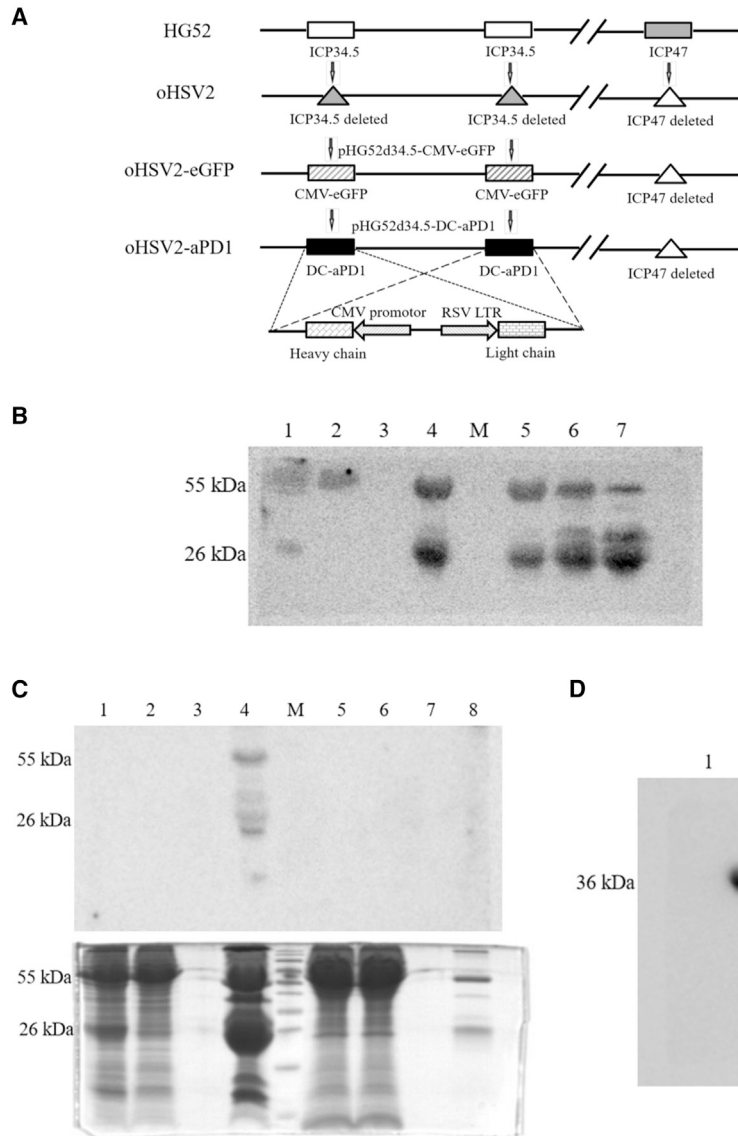 A
HG52
ICP34.5 ICP34.5 ICP47
oHSV2
ICP34.5 deleted ICP34.5 deleted ICP47 deleted
pHG52d34.5-CMV-eGFP
oHSV2-eGFP
CMV-eGFP CMV-eGFP ICP47 deleted
pHG52d34.5-DC-aPD1
oHSV2-aPD1
DC-aPD1 DC-aPD1 ICP47 deleted
CMV promotor RSV LTR
Heavy chain Light chain
B
1 2 3 4 M 5 6 7
55 kDa
26 kDa
C
1 2 3 4 M 5 6 7 8
55 kDa
26 kDa
55 kDa
26 kDa
D
1
36 kDa